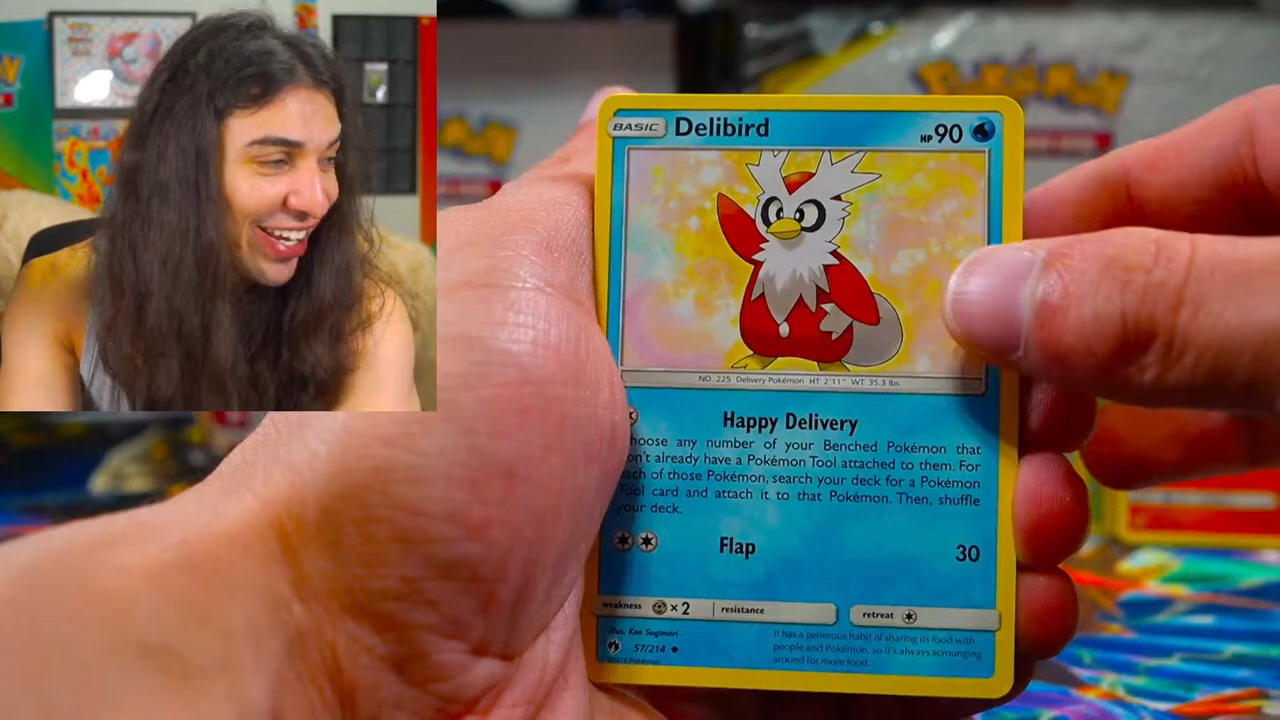 POKÉMON
BASIC Delibird HP 90
NO. 225 Delivery Pokémon HT: 2'11" WT: 35.3 lbs
Happy Delivery
hoose any number of your Benched Pokémon that
on't already have a Pokémon Tool attached to them. For
ach of those Pokémon, search your deck for a Pokémon
Tool card and attach it to that Pokémon. Then, shuffle
your deck.
Flap 30
weakness ×2 resistance retreat
illus. Ken Sugimori
57/214
©2018 Pokémon
It has a generous habit of sharing its food with
people and Pokémon, so it's always scrounging
around for more food.